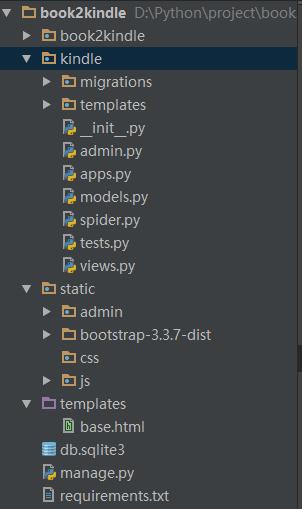 book2kindle D:\Python\project\book
book2kindle
kindle
migrations
templates
__init__.py
admin.py
apps.py
models.py
spider.py
tests.py
views.py
static
admin
bootstrap-3.3.7-dist
css
js
templates
base.html
db.sqlite3
manage.py
requirements.txt